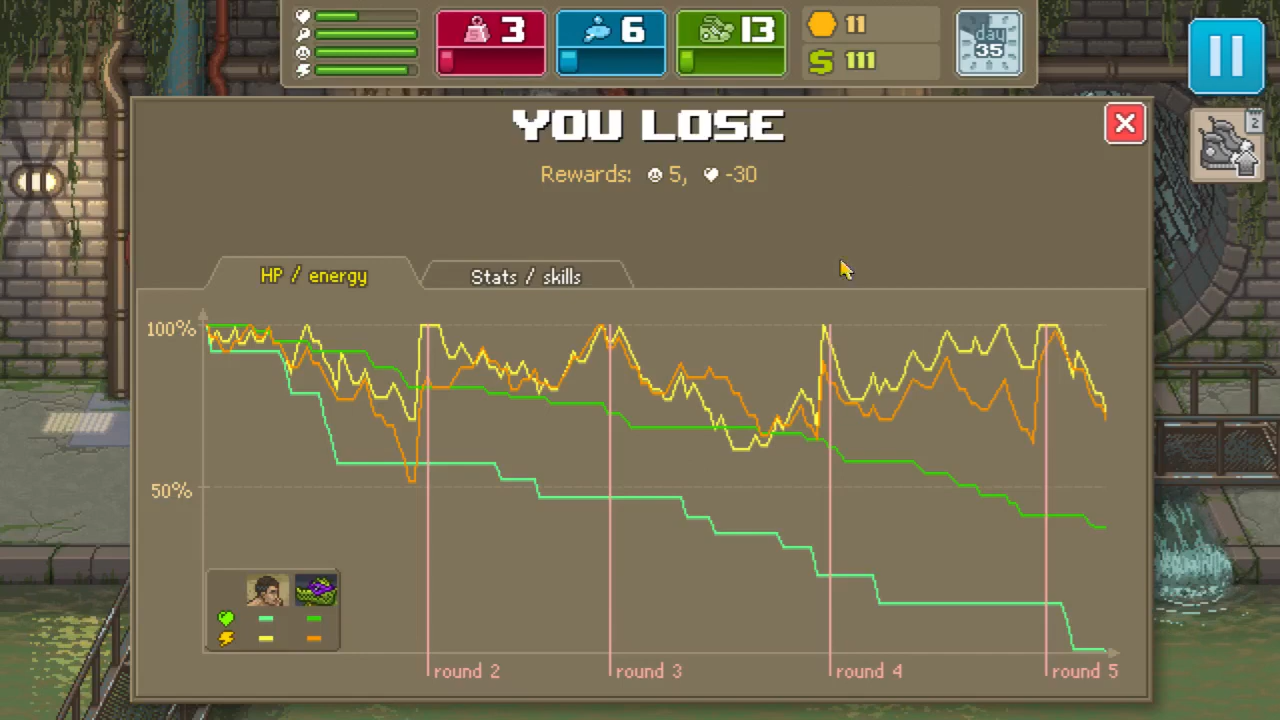 3 6 13 11
$ 111
day
35
2
YOU LOSE
Rewards: 5, -30
HP / energy
Stats / skills
100%
50%
round 2 round 3 round 4 round 5